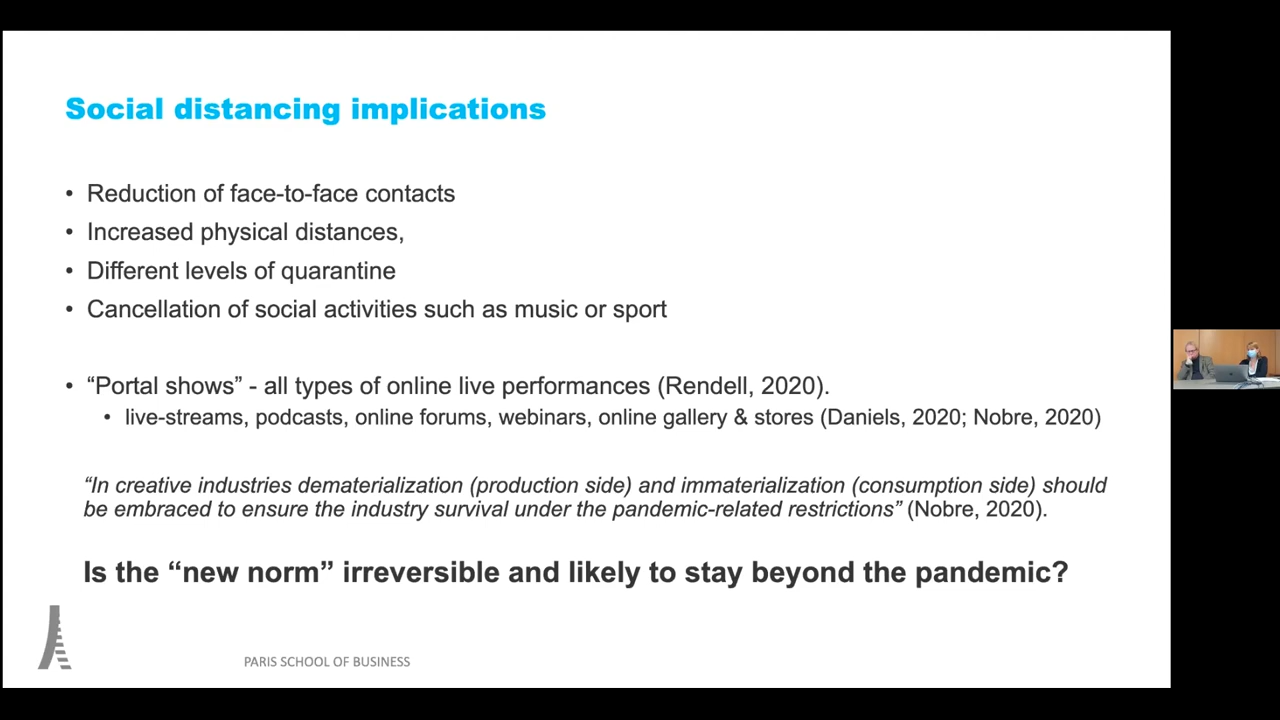 Social distancing implications
• Reduction of face-to-face contacts
• Increased physical distances,
• Different levels of quarantine
• Cancellation of social activities such as music or sport
• “Portal shows” - all types of online live performances (Rendell, 2020).
• live-streams, podcasts, online forums, webinars, online gallery & stores (Daniels, 2020; Nobre, 2020)
“In creative industries dematerialization (production side) and immaterialization (consumption side) should
be embraced to ensure the industry survival under the pandemic-related restrictions” (Nobre, 2020).
Is the “new norm” irreversible and likely to stay beyond the pandemic?
PARIS SCHOOL OF BUSINESS